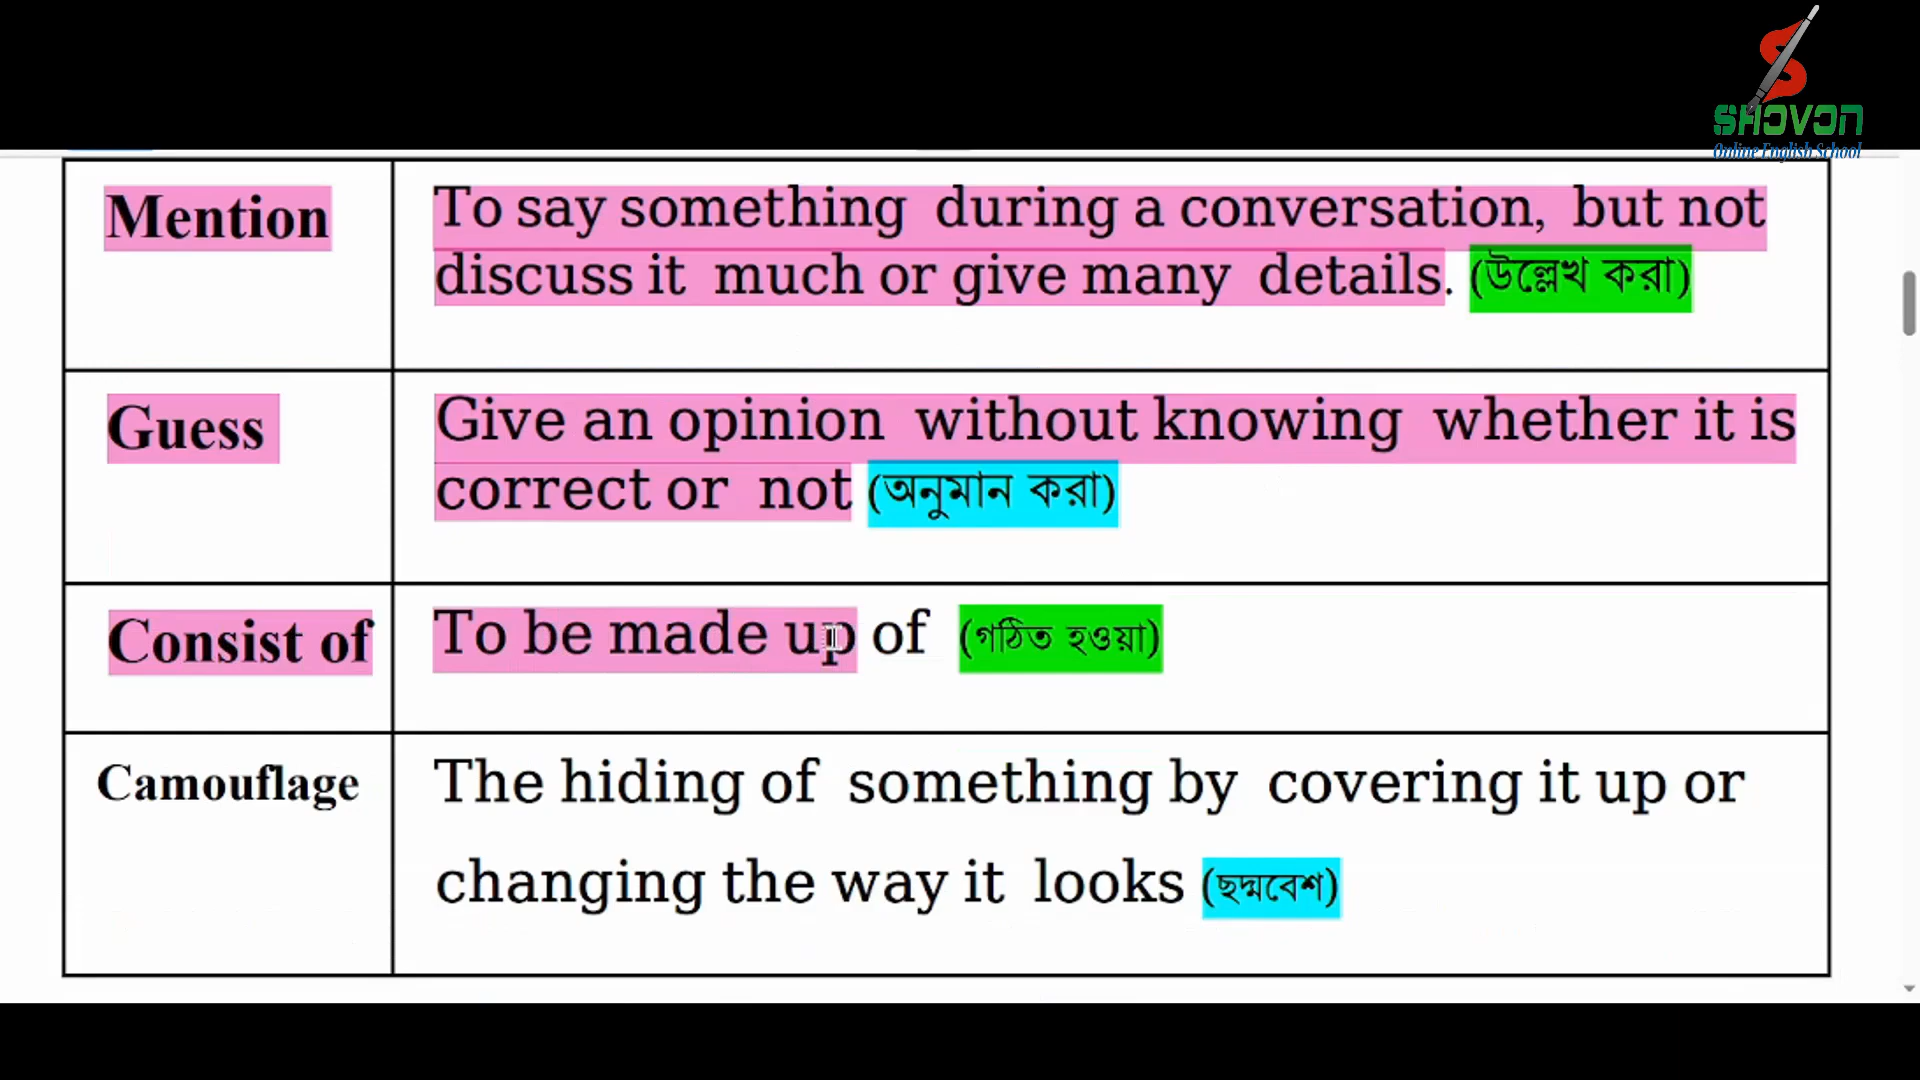 SHOVON
Online English School
Mention
To say something during a conversation, but not
discuss it much or give many details. (উল্লেখ করা)
Guess
Give an opinion without knowing whether it is
correct or not (অনুমান করা)
Consist of
To be made up of (গঠিত হওয়া)
Camouflage
The hiding of something by covering it up or
changing the way it looks (ছদ্মবেশ)